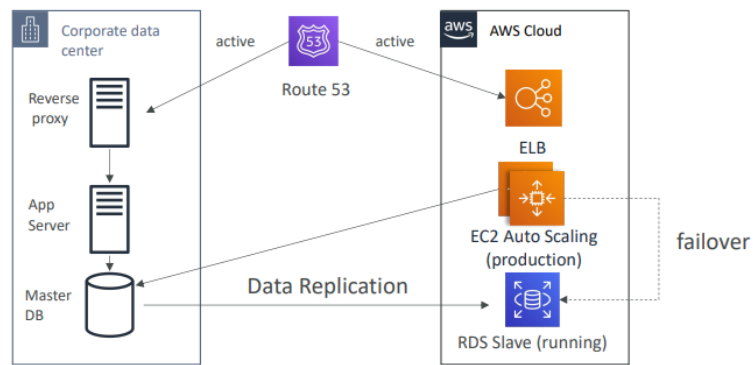 Corporate data
center
active
53
active
Route 53
aws
AWS Cloud
Reverse
proxy
ELB
App
Server
EC2 Auto Scaling
(production)
failover
Master
DB
Data Replication
RDS Slave (running)